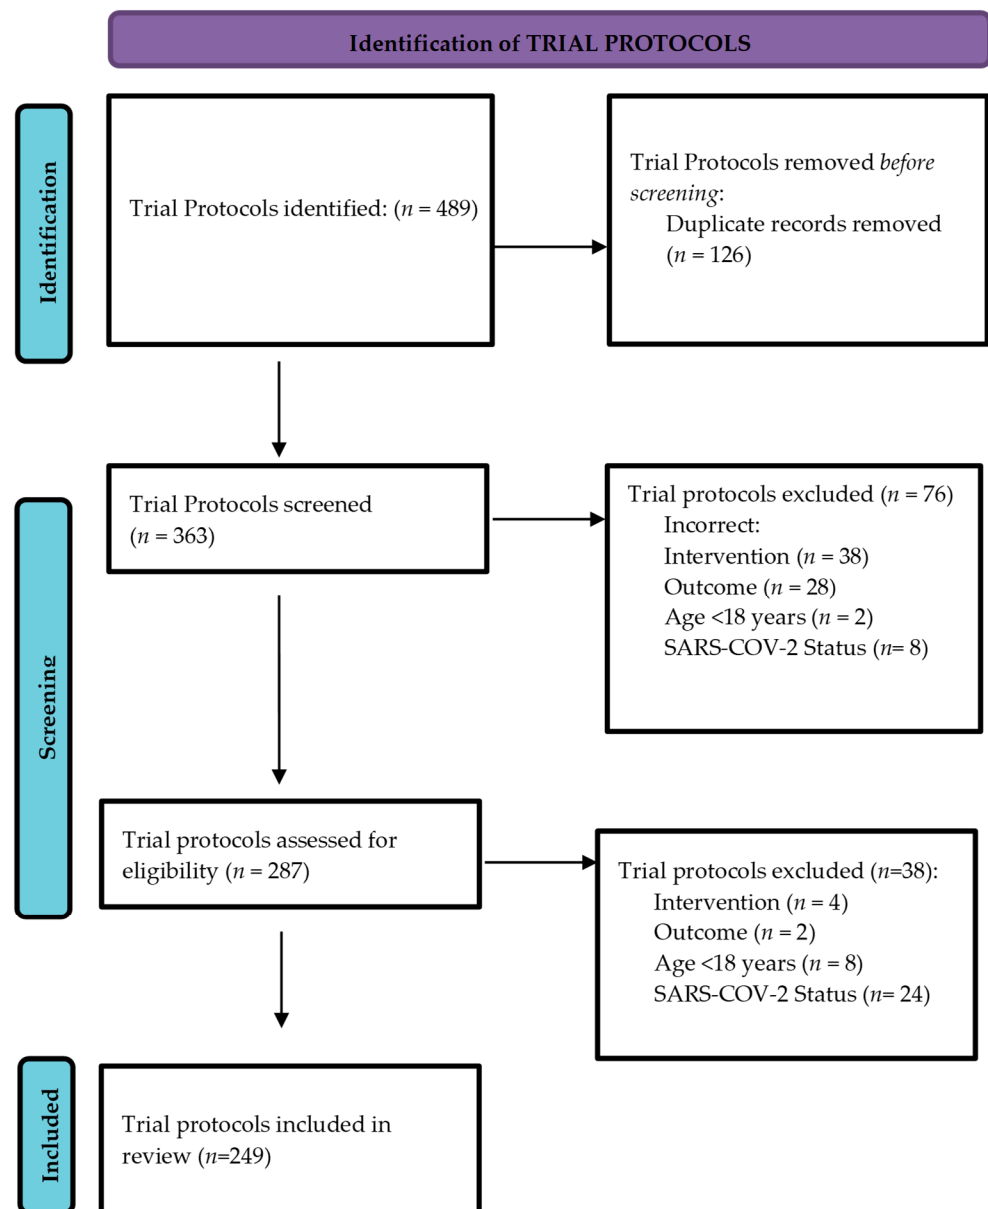 Identification of TRIAL PROTOCOLS
Identification
Trial Protocols identified: (n = 489)
Trial Protocols removed before
screening:
Duplicate records removed
(n = 126)
Screening
Trial Protocols screened
(n = 363)
Trial protocols excluded (n = 76)
Incorrect:
Intervention (n = 38)
Outcome (n = 28)
Age <18 years (n = 2)
SARS-COV-2 Status (n= 8)
Trial protocols assessed for
eligibility (n = 287)
Trial protocols excluded (n=38):
Intervention (n = 4)
Outcome (n = 2)
Age <18 years (n = 8)
SARS-COV-2 Status (n= 24)
Included
Trial protocols included in
review (n=249)